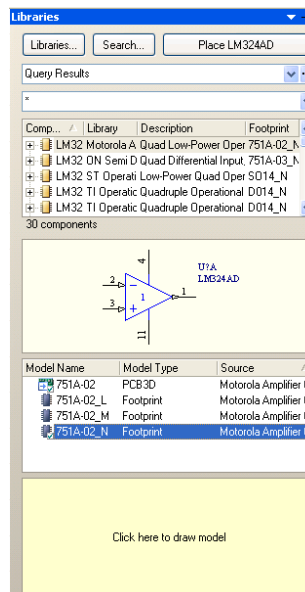 Libraries
Libraries... Search... Place LM324AD
Query Results
*
Comp... Library Description Footprint
LM32 Motorola A Quad Low-Power Oper 751A-02_N
LM32 ON Semi D Quad Differential Input, 751A-03_N
LM32 ST Operati Low-Power Quad Oper SO14_N
LM32 TI Operatic Quadruple Operational D014_N
LM32 TI Operatic Quadruple Operational D014_N
30 components
4
U?A
LM324AD
2
1
1
3
11
Model Name Model Type Source
751A-02 PCB3D Motorola Amplifier
751A-02_L Footprint Motorola Amplifier
751A-02_M Footprint Motorola Amplifier
751A-02_N Footprint Motorola Amplifier
Click here to draw model